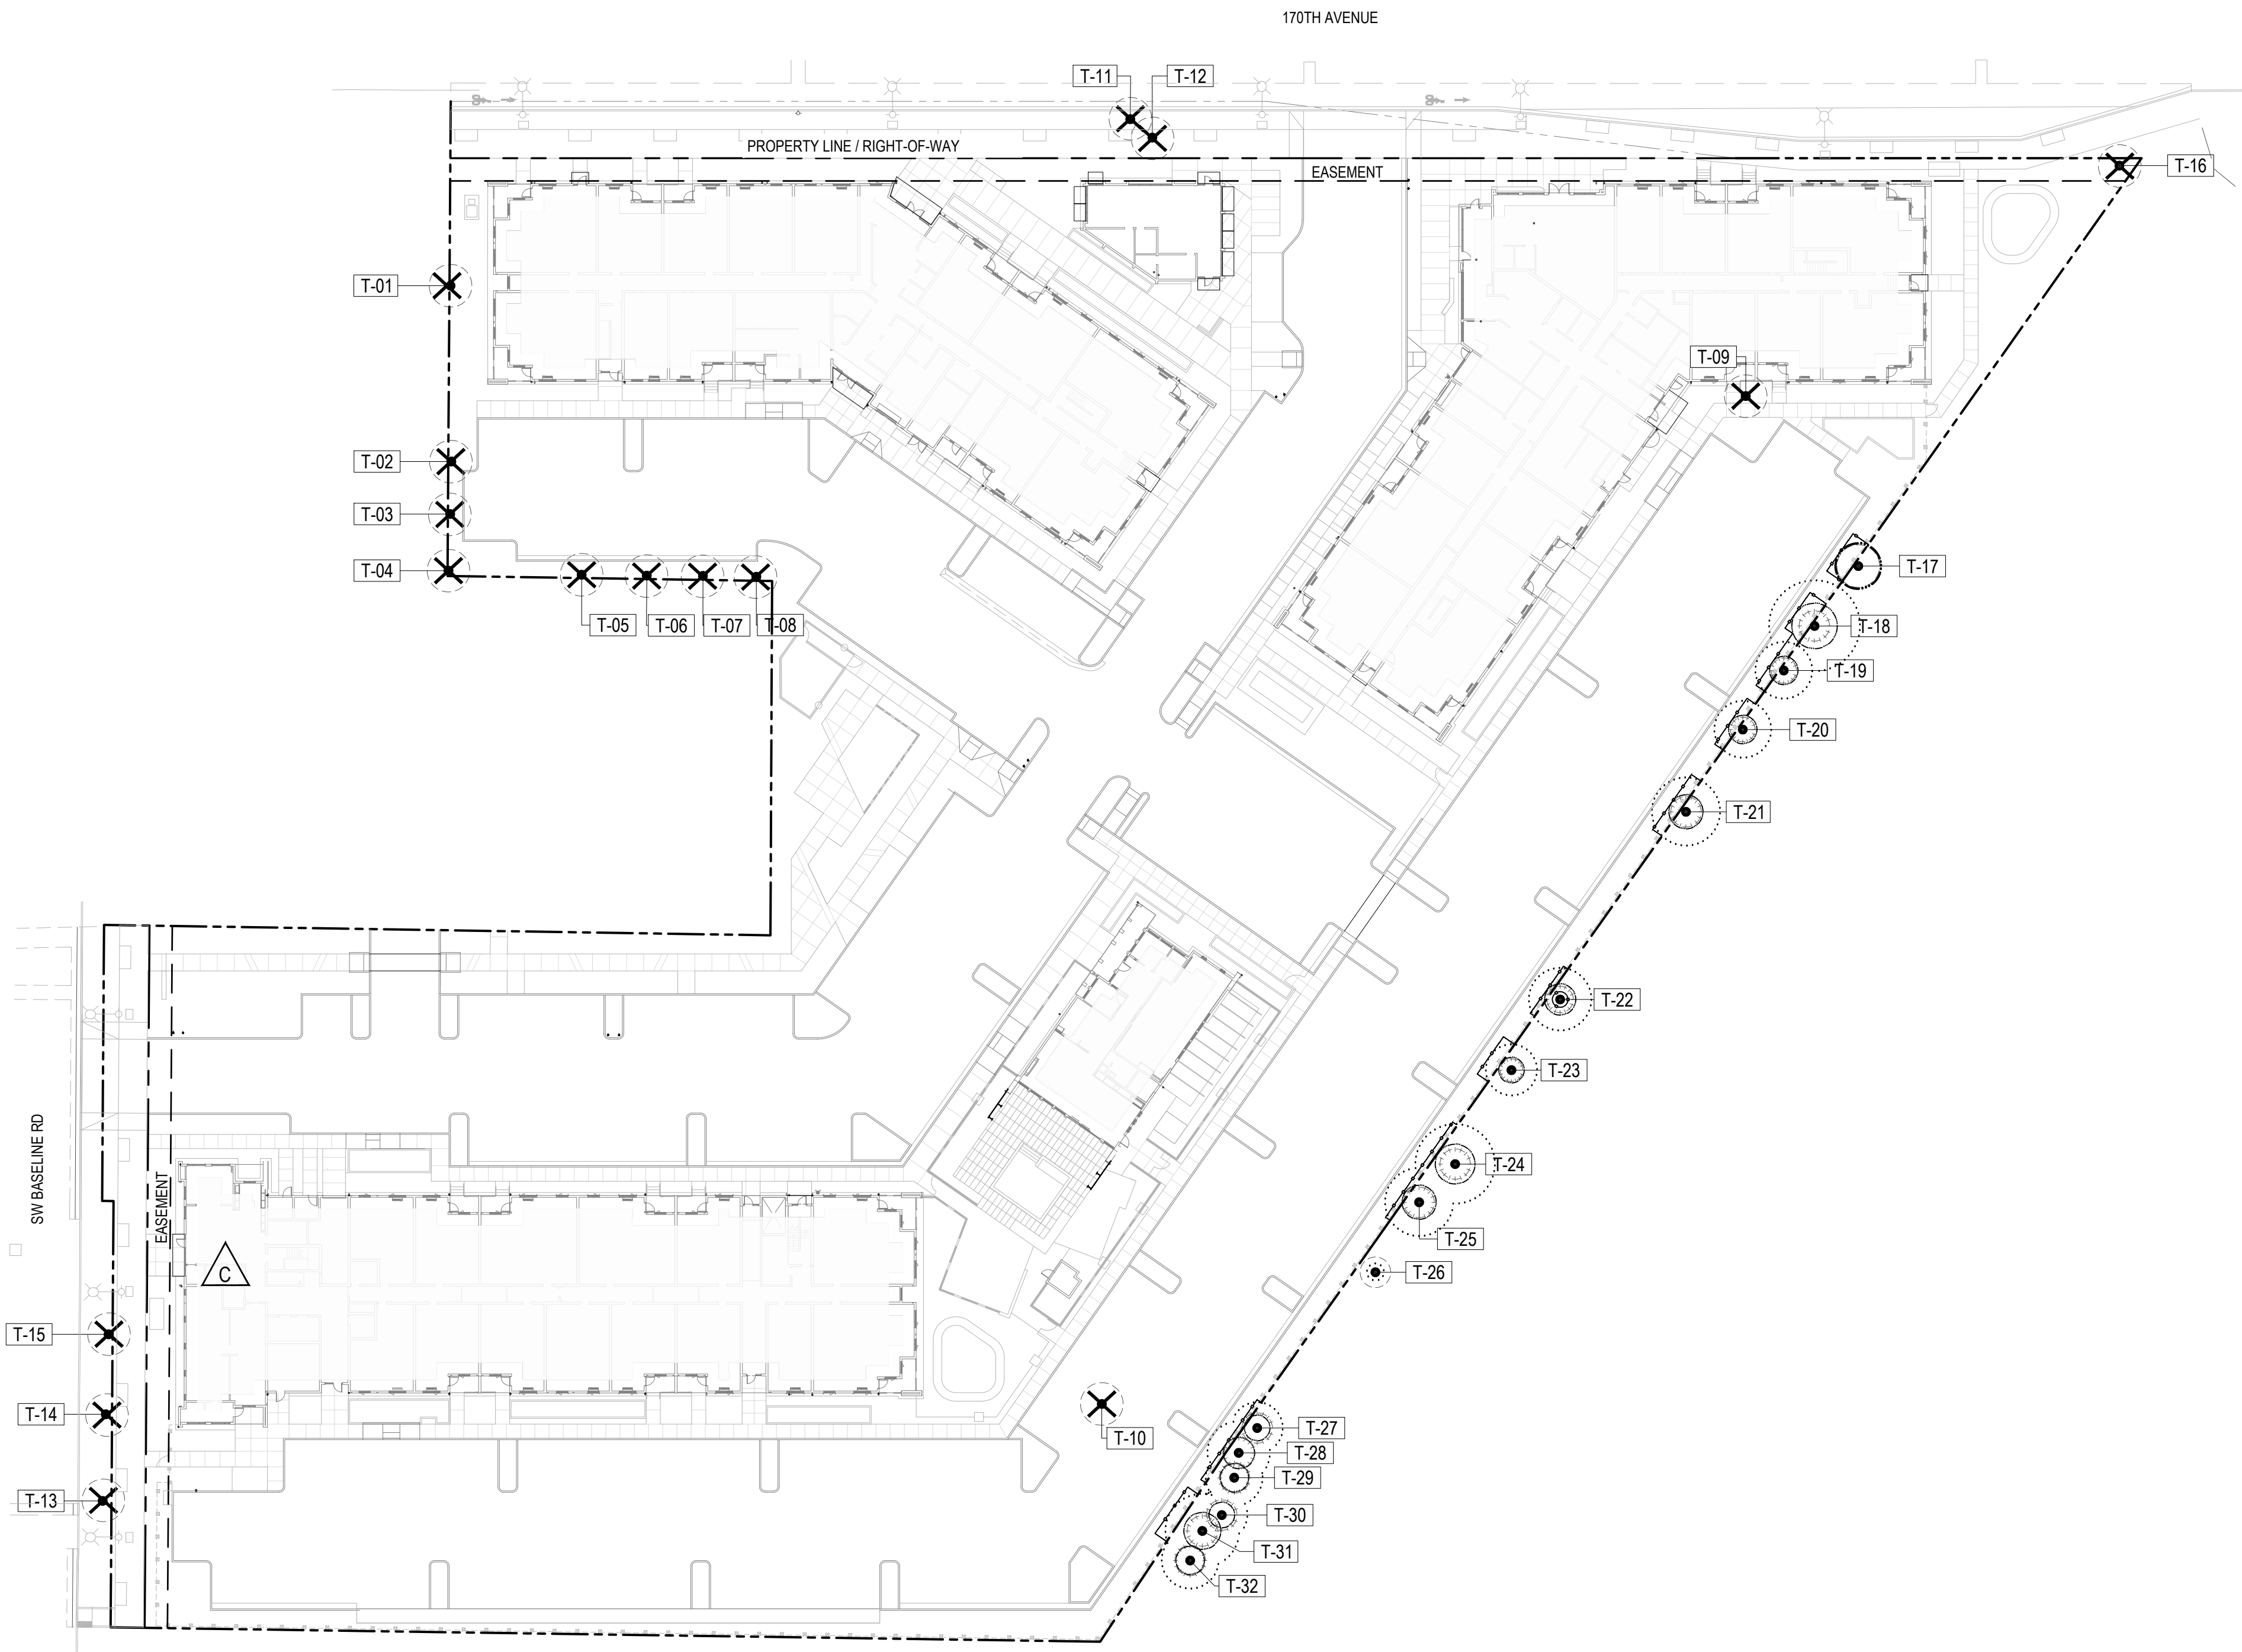 170TH AVENUE
T-11
T-12
PROPERTY LINE / RIGHT-OF-WAY
EASEMENT
T-16
T-01
T-09
T-02
T-03
T-04
T-17
T-05
T-06
T-07
T-08
T-18
T-19
T-20
T-21
T-22
T-23
SW BASELINE RD
EASEMENT
T-24
T-25
C
T-26
T-15
T-14
T-10
T-27
T-28
T-29
T-13
T-30
T-31
T-32